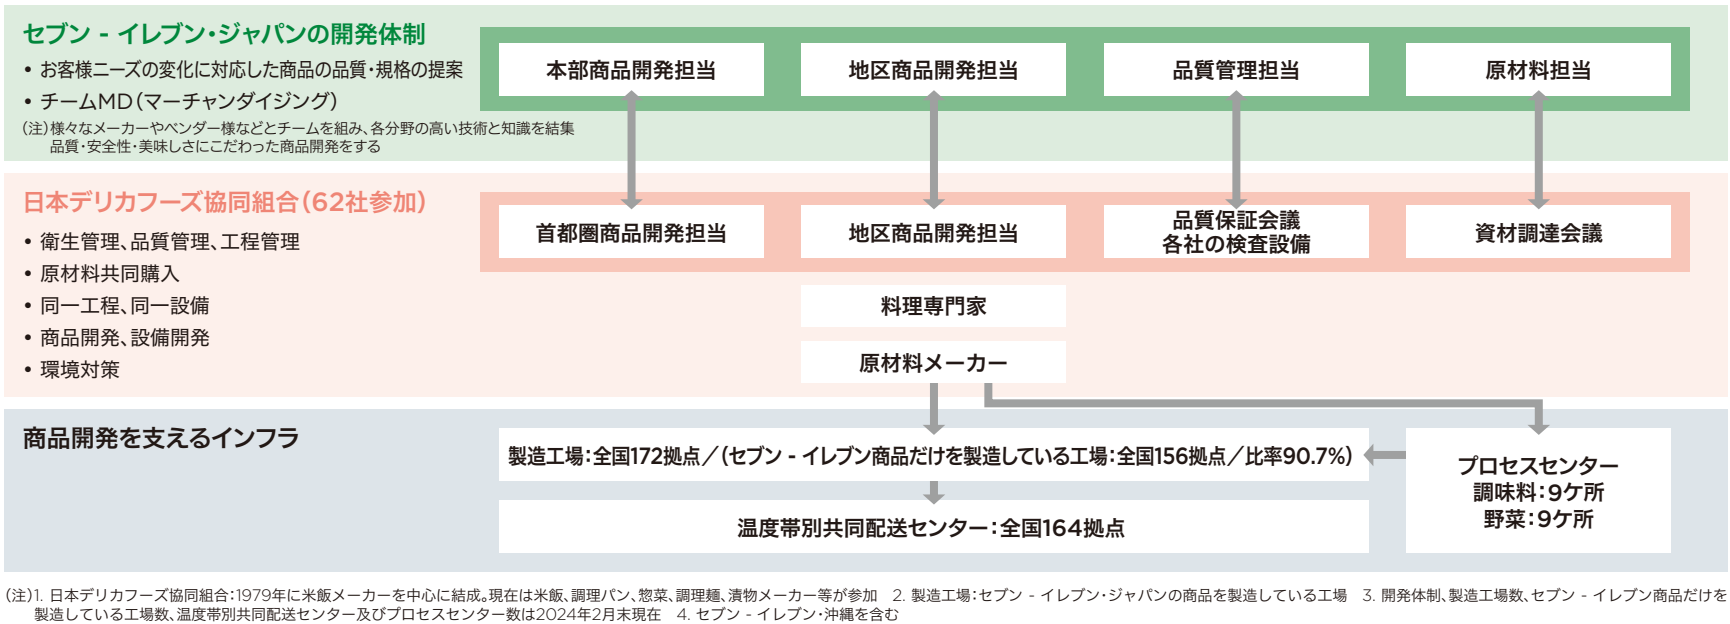 セブン - イレブン・ジャパンの開発体制
• お客様ニーズの変化に対応した商品の品質・規格の提案
• チームMD（マーチャンダイジング）
（注）様々なメーカーやベンダー様などとチームを組み、各分野の高い技術と知識を結集
品質・安全性・美味しさにこだわった商品開発をする
本部商品開発担当
地区商品開発担当
品質管理担当
原材料担当
日本デリカフーズ協同組合（62社参加）
• 衛生管理、品質管理、工程管理
• 原材料共同購入
• 同一工程、同一設備
• 商品開発、設備開発
• 環境対策
首都圏商品開発担当
地区商品開発担当
品質保証会議
各社の検査設備
資材調達会議
料理専門家
原材料メーカー
商品開発を支えるインフラ
製造工場：全国172拠点／（セブン - イレブン商品だけを製造している工場：全国156拠点／比率90.7%）
温度帯別共同配送センター：全国164拠点
プロセスセンター
調味料：9ケ所
野菜：9ケ所
（注）1. 日本デリカフーズ協同組合：1979年に米飯メーカーを中心に結成。現在は米飯、調理パン、惣菜、調理麺、漬物メーカー等が参加　2. 製造工場：セブン - イレブン・ジャパンの商品を製造している工場　3. 開発体制、製造工場数、セブン - イレブン商品だけを
製造している工場数、温度帯別共同配送センター及びプロセスセンター数は2024年2月末現在　4. セブン - イレブン・沖縄を含む